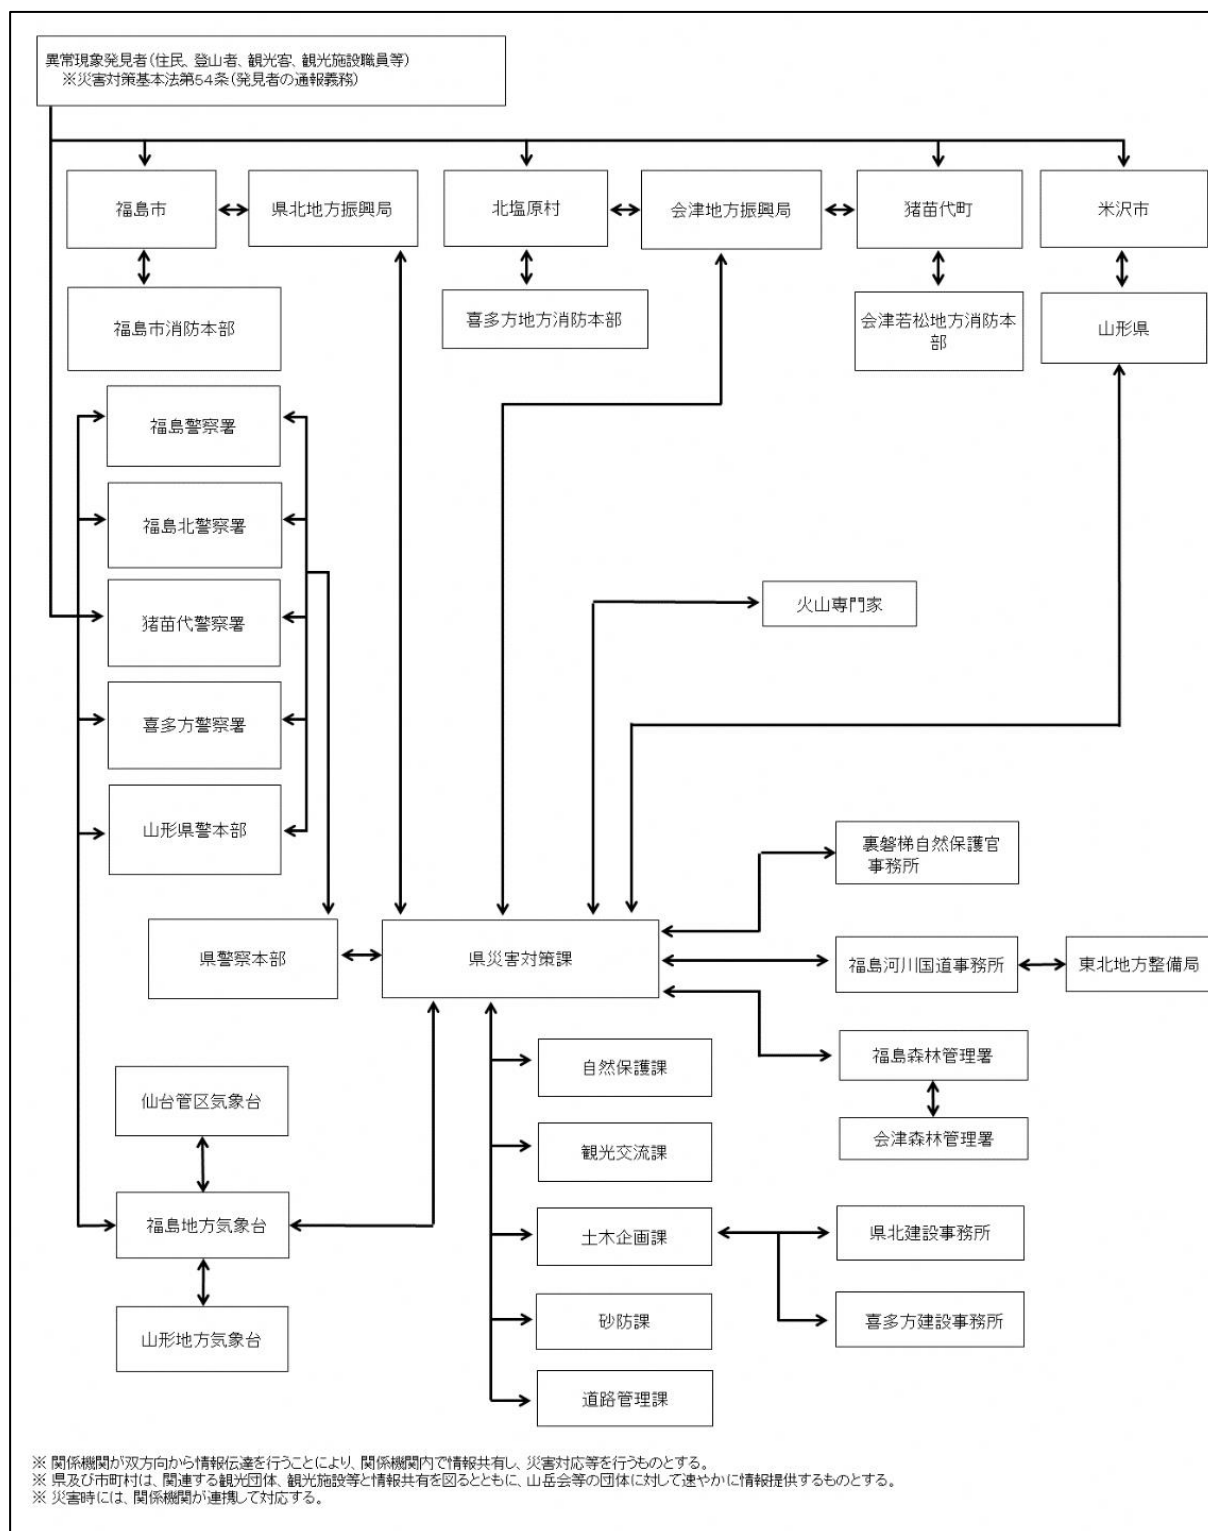 異常現象発見者(住民、登山者、観光客、観光施設職員等)
※災害対策基本法第54条(発見者の通報義務)
福島市
県北地方振興局
北塩原村
会津地方振興局
猪苗代町
米沢市
福島市消防本部
喜多方地方消防本部
会津若松地方消防本
部
山形県
福島警察署
福島北警察署
猪苗代警察署
喜多方警察署
山形県警本部
火山専門家
裏磐梯自然保護官
事務所
県警察本部
県災害対策課
福島河川国道事務所
東北地方整備局
福島森林管理署
会津森林管理署
自然保護課
観光交流課
土木企画課
砂防課
道路管理課
県北建設事務所
喜多方建設事務所
仙台管区気象台
福島地方気象台
山形地方気象台
※ 関係機関が双方向から情報伝達を行うことにより、関係機関内で情報共有し、災害対応等を行うものとする。
※ 県及び市町村は、関連する観光団体、観光施設等と情報共有を図るとともに、山岳会等の団体に対して速やかに情報提供するものとする。
※ 災害時には、関係機関が連携して対応する。